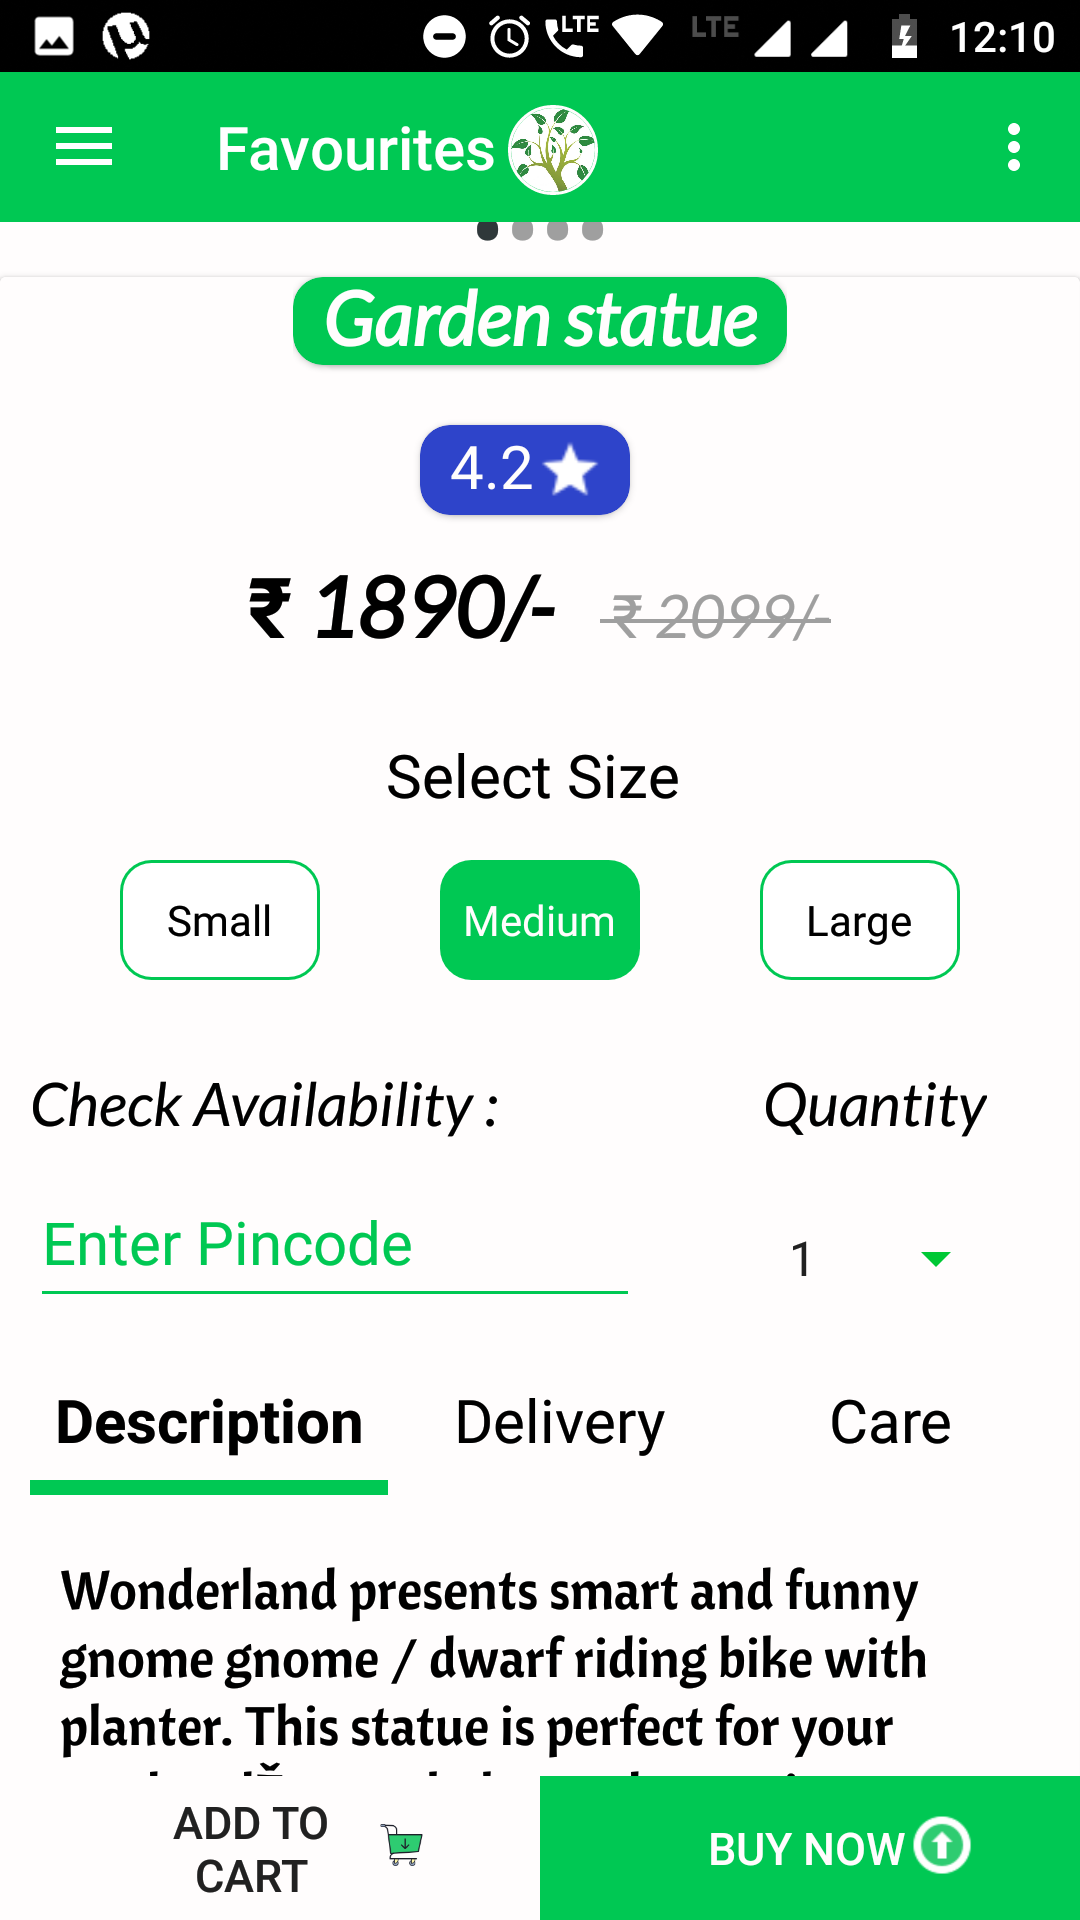 LTE LTE 12:10
Favourites
Garden statue
4.2
₹ 1890/- ₹ 2099/-
Select Size
Small Medium Large
Check Availability : Quantity
Enter Pincode 1
Description Delivery Care
Wonderland presents smart and funny
gnome gnome / dwarf riding bike with
planter. This statue is perfect for your
ADD TO
CART
BUY NOW